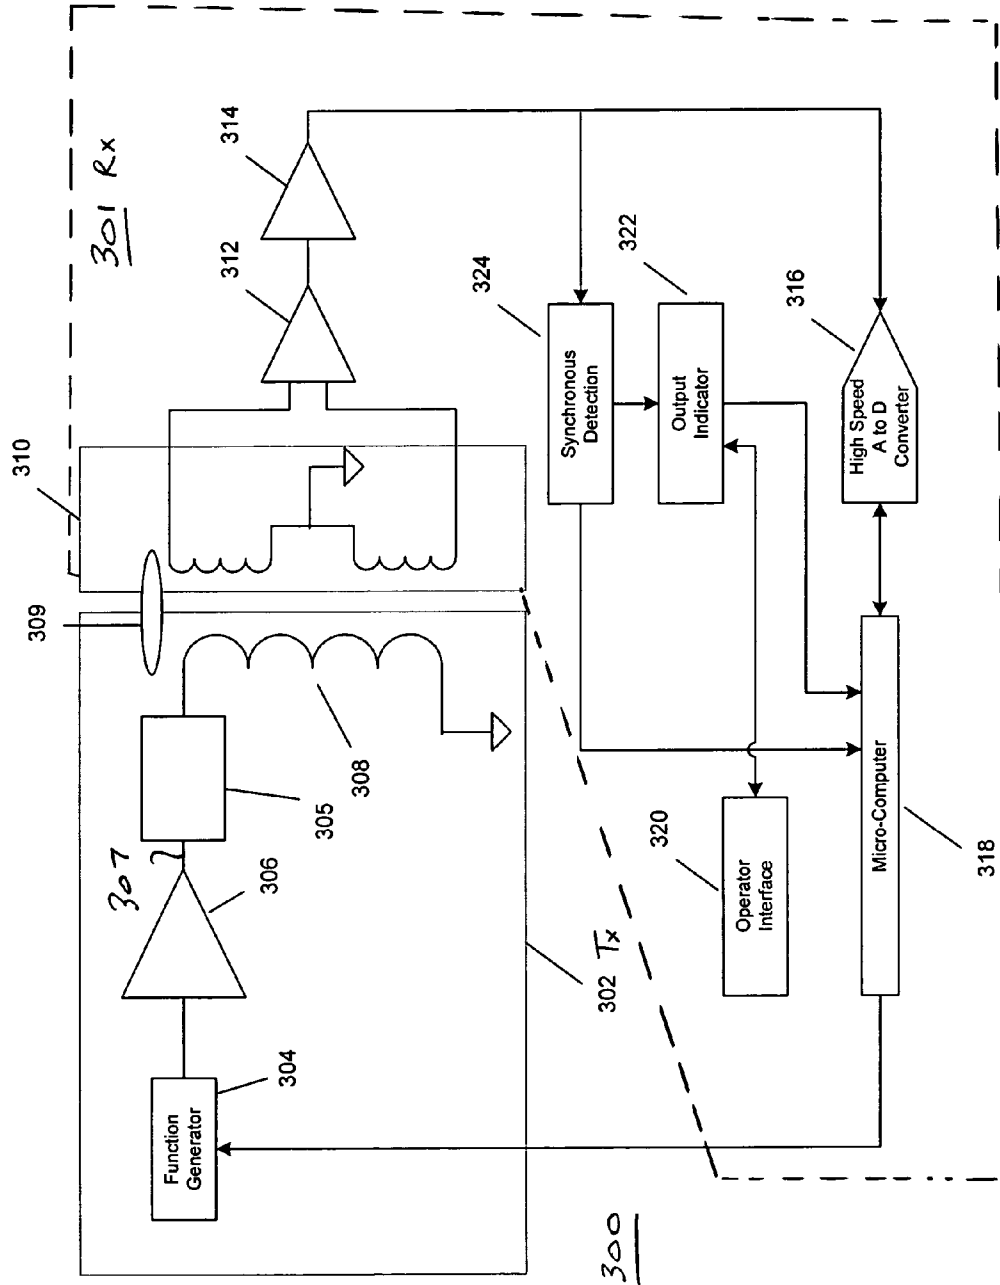 310
309
301 Rx
307
Function
Generator
312
314
306
304
305
308
324
Synchronous
Detection
302 Tx
300
322
320
Output
Indicator
Operator
Interface
316
High Speed
A to D
Converter
Micro-Computer
318